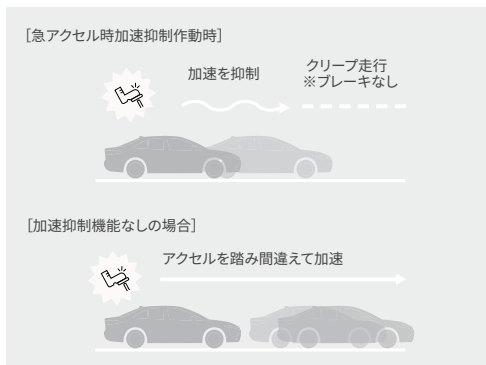 [急アクセル時加速抑制作動時]
加速を抑制
クリープ走行
※ブレーキなし
[加速抑制機能なしの場合]
アクセルを踏み間違えて加速